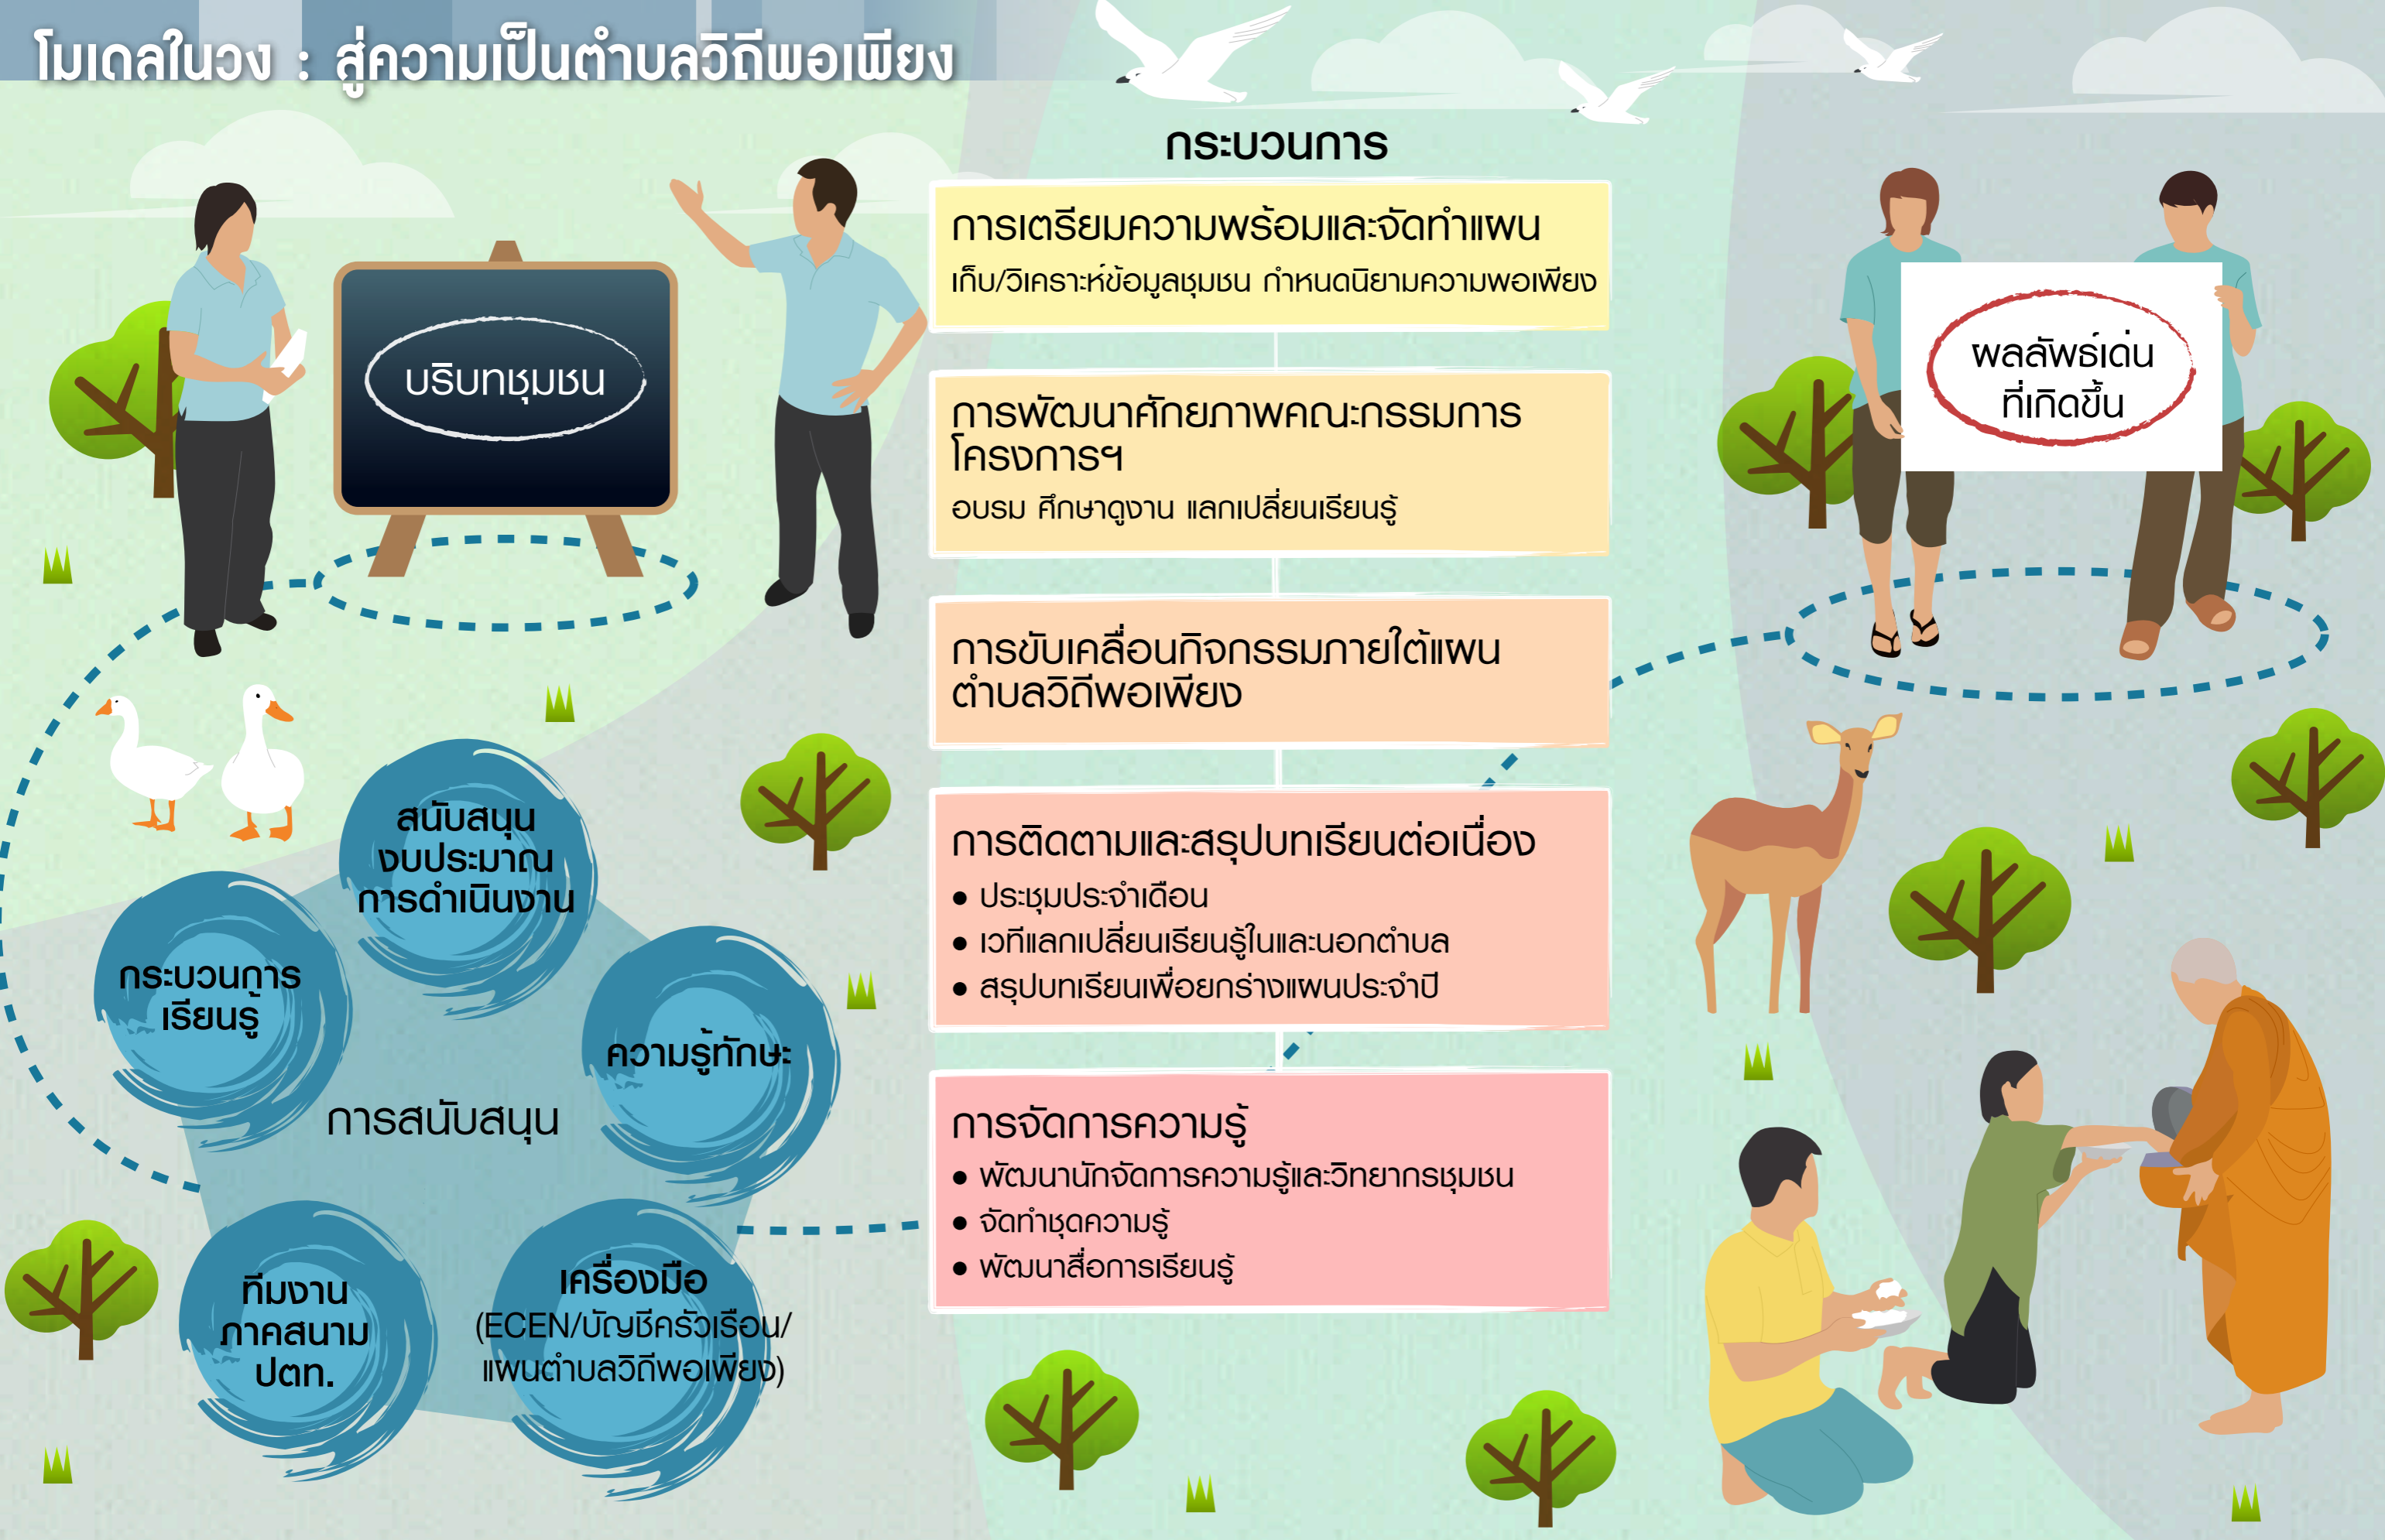 โมเดลในวง : สู่ความเป็นตำบลวิถีพอเพียง
บริบทชุมชน
สนับสนุน
งบประมาณ
การดำเนินงาน
กระบวนการ
เรียนรู้
ความรู้ทักษะ
การสนับสนุน
ทีมงาน
ภาคสนาม
ปตท.
เครื่องมือ
(ECEN/บัญชีครัวเรือน/
แผนตำบลวิถีพอเพียง)
กระบวนการ
การเตรียมความพร้อมและจัดทำแผน
เก็บ/วิเคราะห์ข้อมูลชุมชน กำหนดนิยามความพอเพียง
การพัฒนาศักยภาพคณะกรรมการ
โครงการฯ
อบรม ศึกษาดูงาน แลกเปลี่ยนเรียนรู้
การขับเคลื่อนกิจกรรมภายใต้แผน
ตำบลวิถีพอเพียง
การติดตามและสรุปบทเรียนต่อเนื่อง
● ประชุมประจำเดือน
● เวทีแลกเปลี่ยนเรียนรู้ในและนอกตำบล
● สรุปบทเรียนเพื่อยกร่างแผนประจำปี
การจัดการความรู้
● พัฒนานักจัดการความรู้และวิทยากรชุมชน
● จัดทำชุดความรู้
● พัฒนาสื่อการเรียนรู้
ผลลัพธ์เด่น
ที่เกิดขึ้น